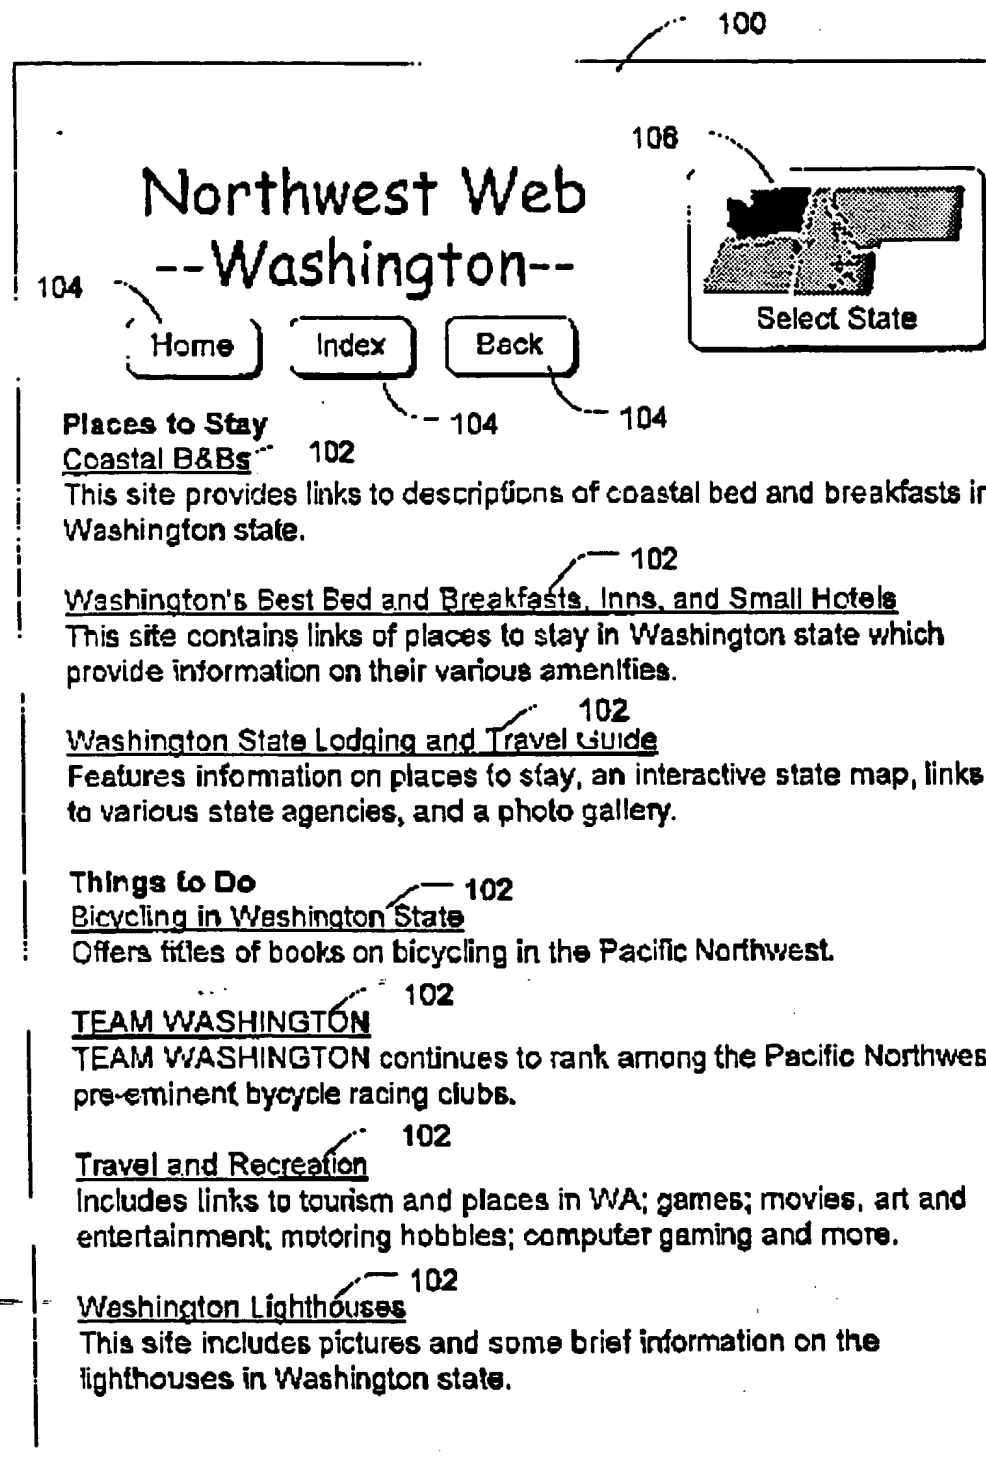 100
106
Northwest Web
--Washington--
104
Home Index Back
Select State
104 104
Places to Stay
Coastal B&Bs 102
This site provides links to descriptions of coastal bed and breakfasts in
Washington state.
102
Washington's Best Bed and Breakfasts, Inns, and Small Hotels
This site contains links of places to stay in Washington state which
provide information on their various amenities.
102
Washington State Lodging and Travel Guide
Features information on places to stay, an interactive state map, links
to various state agencies, and a photo gallery.
Things to Do
102
Bicycling in Washington State
Offers titles of books on bicycling in the Pacific Northwest.
102
TEAM WASHINGTON
TEAM WASHINGTON continues to rank among the Pacific Northwes
pre-eminent bycycle racing clubs.
102
Travel and Recreation
Includes links to tourism and places in WA; games; movies, art and
entertainment; motoring hobbles; computer gaming and more.
102
Washington Lighthouses
This site includes pictures and some brief information on the
lighthouses in Washington state.